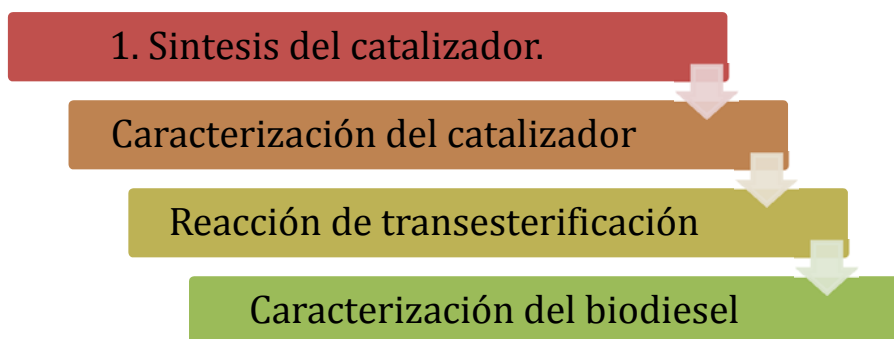 1. Sintesis del catalizador.
Caracterización del catalizador
Reacción de transesterificación
Caracterización del biodiesel